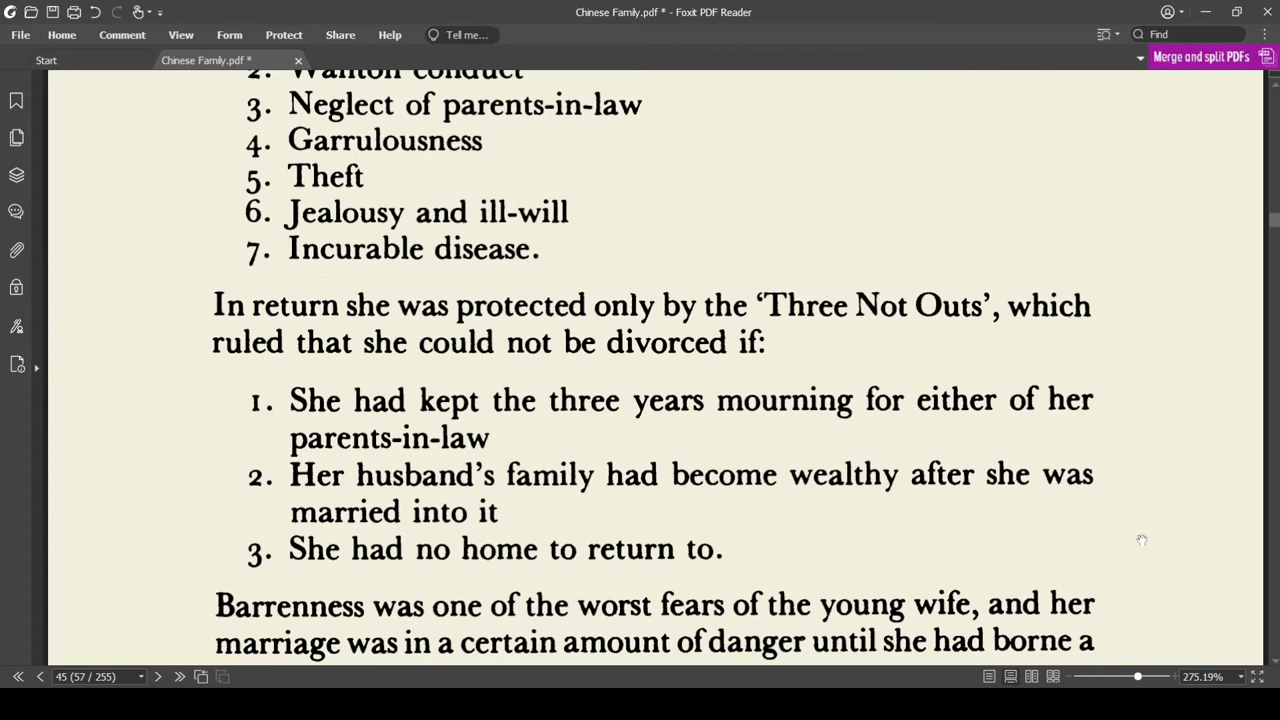 Chinese Family.pdf * - Foxit PDF Reader
File Home Comment View Form Protect Share Help Tell me... Find
Start Chinese Family.pdf * Merge and split PDFs
2. Wanton conduct
3. Neglect of parents-in-law
4. Garrulousness
5. Theft
6. Jealousy and ill-will
7. Incurable disease.
In return she was protected only by the ‘Three Not Outs’, which
ruled that she could not be divorced if:
1. She had kept the three years mourning for either of her
parents-in-law
2. Her husband’s family had become wealthy after she was
married into it
3. She had no home to return to.
Barrenness was one of the worst fears of the young wife, and her
marriage was in a certain amount of danger until she had borne a
45 (57 / 255) 275.19%